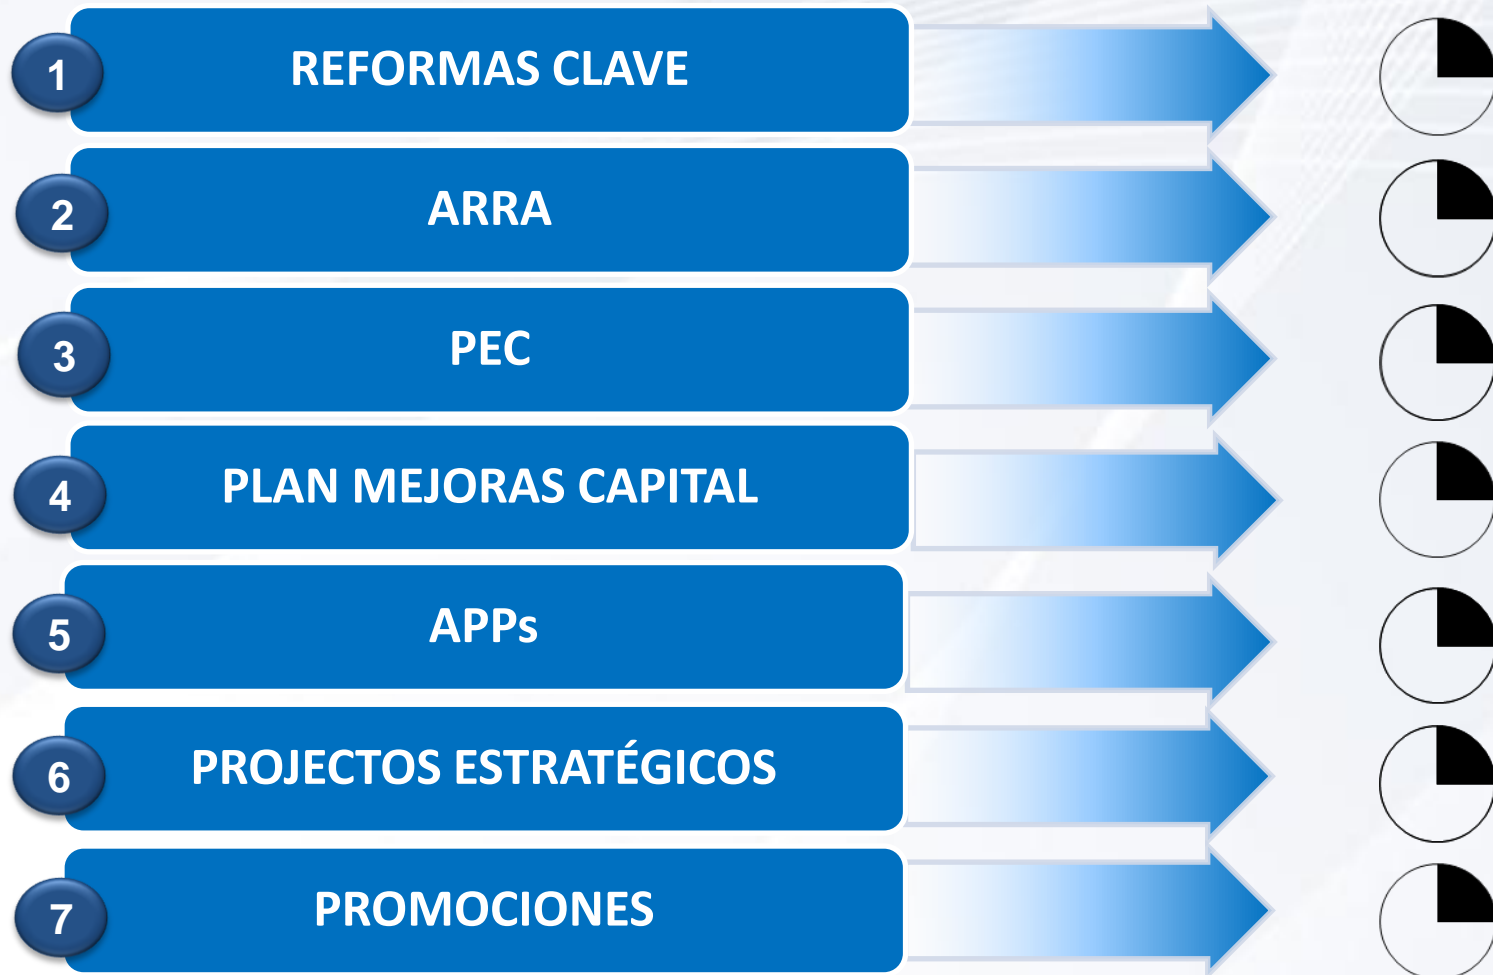 1 REFORMAS CLAVE
2 ARRA
3 PEC
4 PLAN MEJORAS CAPITAL
5 APPs
6 PROJECTOS ESTRATÉGICOS
7 PROMOCIONES